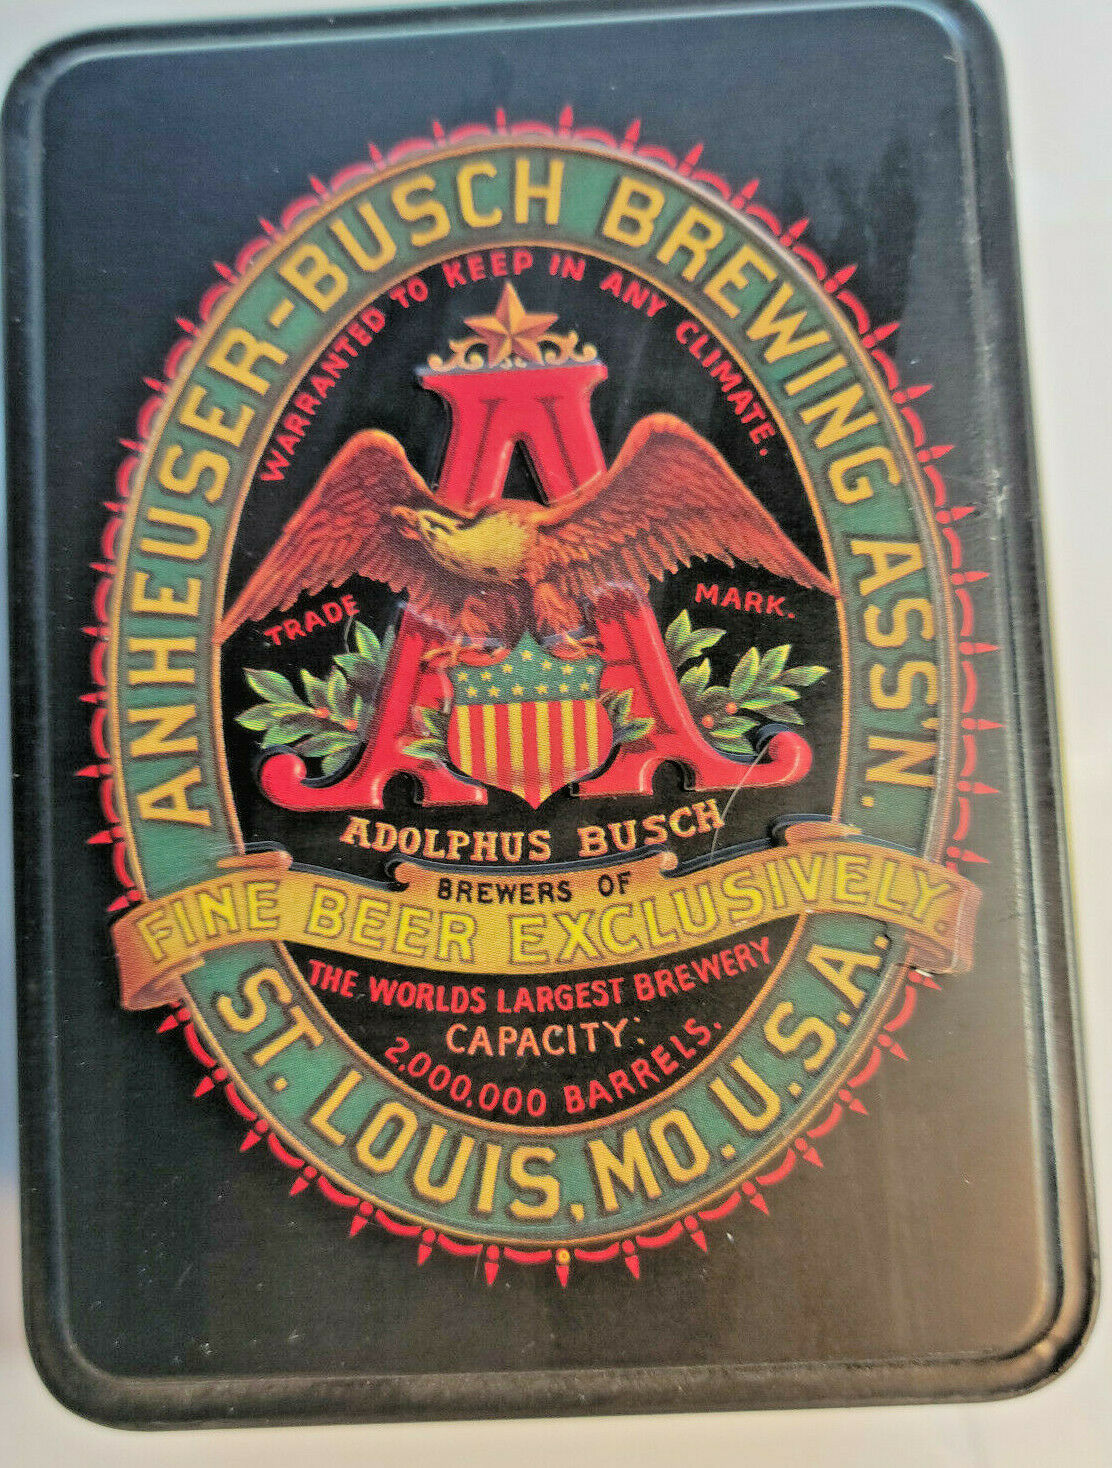 ANHEUSER-BUSCH BREWING ASS'N.
WARRANTED TO KEEP IN ANY CLIMATE.
A
TRADE MARK.
ADOLPHUS BUSCH
BREWERS OF
FINE BEER EXCLUSIVELY.
THE WORLDS LARGEST BREWERY
CAPACITY:
2,000,000 BARRELS.
ST. LOUIS, MO. U.S.A.